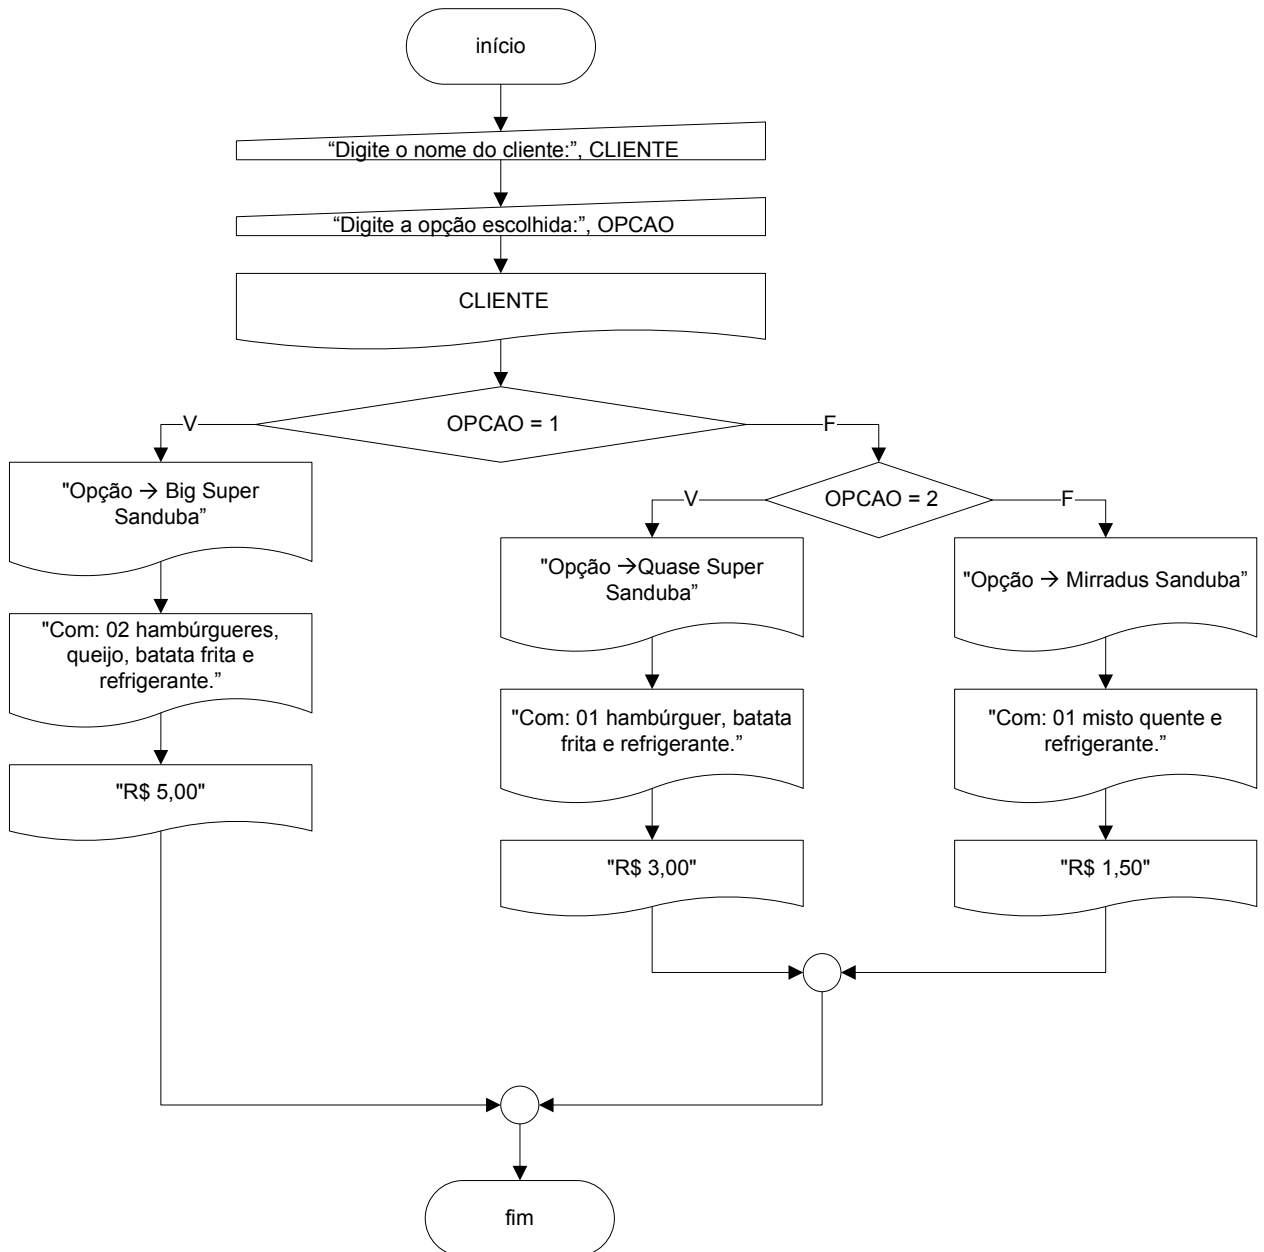 início
“Digite o nome do cliente:”, CLIENTE
“Digite a opção escolhida:”, OPCAO
CLIENTE
OPCAO = 1
V
F
"Opção → Big Super
Sanduba”
"Com: 02 hambúrgueres,
queijo, batata frita e
refrigerante.”
"R$ 5,00"
OPCAO = 2
V
F
"Opção →Quase Super
Sanduba”
"Com: 01 hambúrguer, batata
frita e refrigerante.”
"R$ 3,00"
"Opção → Mirradus Sanduba”
"Com: 01 misto quente e
refrigerante.”
"R$ 1,50"
fim